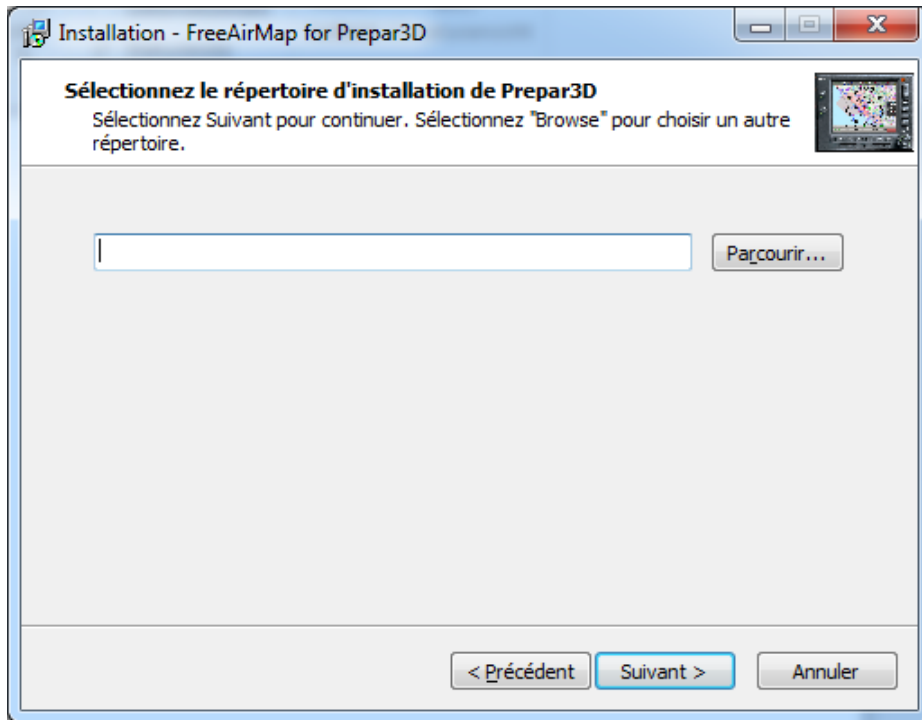 Installation - FreeAirMap for Prepar3D
Sélectionnez le répertoire d'installation de Prepar3D
Sélectionnez Suivant pour continuer. Sélectionnez "Browse" pour choisir un autre
répertoire.
Parcourir...
< Précédent
Suivant >
Annuler